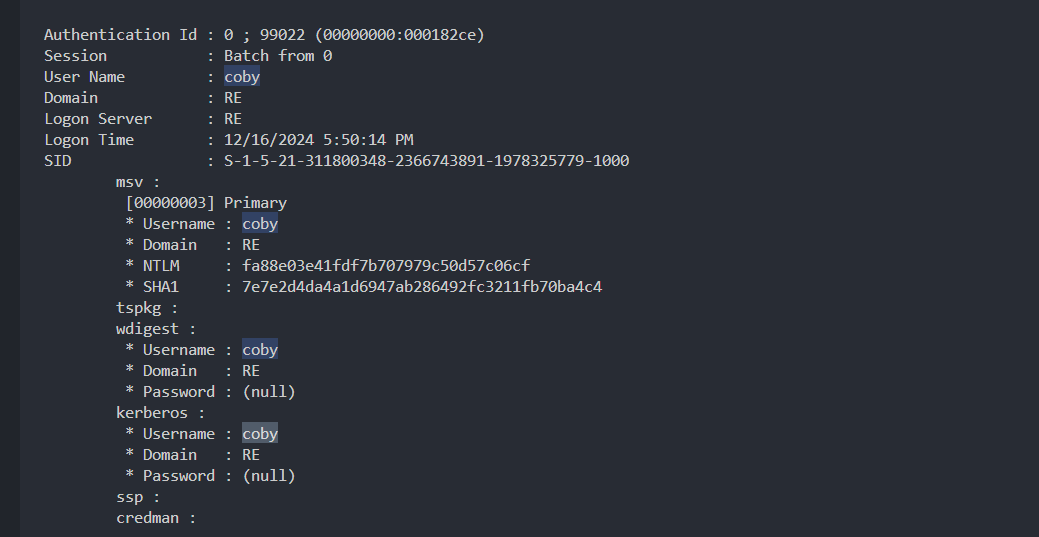 Authentication Id : 0 ; 99022 (00000000:000182ce)
Session           : Batch from 0
User Name         : coby
Domain            : RE
Logon Server      : RE
Logon Time        : 12/16/2024 5:50:14 PM
SID               : S-1-5-21-311800348-2366743891-1978325779-1000
        msv :
         [00000003] Primary
         * Username : coby
         * Domain   : RE
         * NTLM     : fa88e03e41fdf7b707979c50d57c06cf
         * SHA1     : 7e7e2d4da4a1d6947ab286492fc3211fb70ba4c4
        tspkg :
        wdigest :
         * Username : coby
         * Domain   : RE
         * Password : (null)
        kerberos :
         * Username : coby
         * Domain   : RE
         * Password : (null)
        ssp :
        credman :